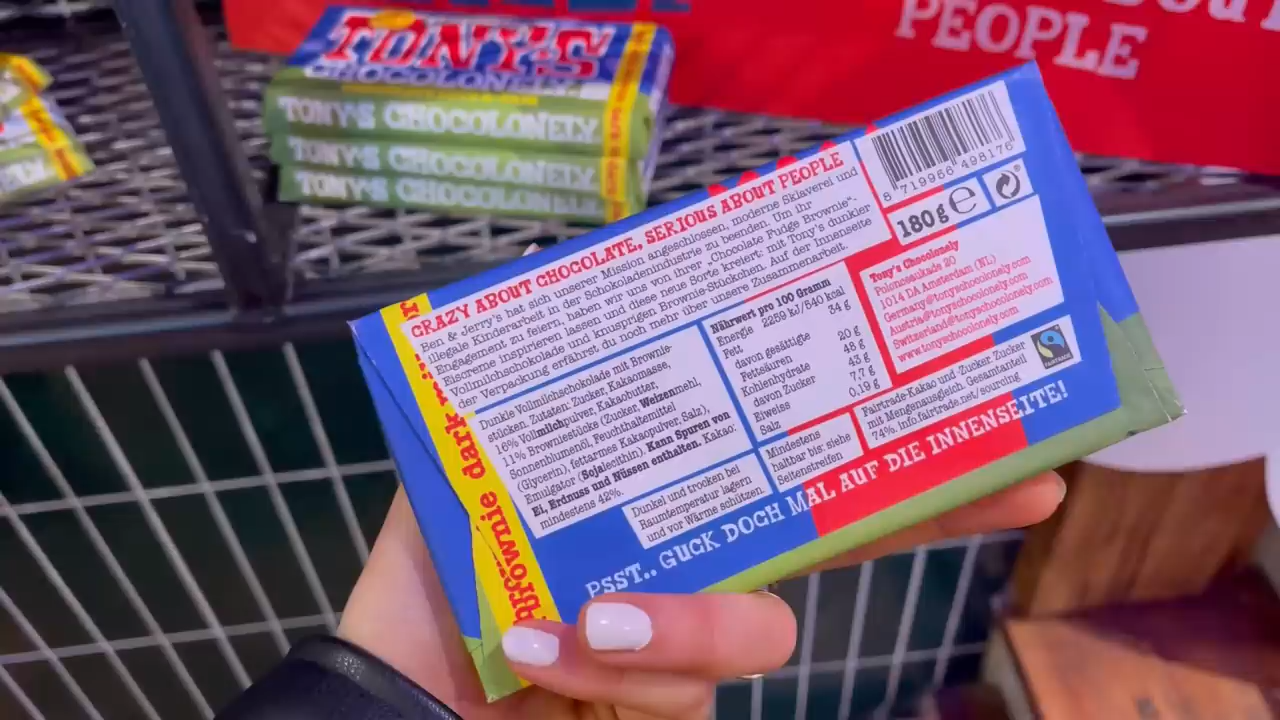 TONY'S
CHOCOLONELY
TONY'S CHOCOLONELY
TONY'S CHOCOLONELY
TONY'S CHOCOLONELY
PEOPLE
CRAZY ABOUT CHOCOLATE, SERIOUS ABOUT PEOPLE
Ben & Jerry's hat sich unserer Mission angeschlossen, moderne Sklaverei und
illegale Kinderarbeit in der Schokoladenindustrie zu beenden. Um ihr
Engagement zu feiern, haben wir uns von ihrer „Chocolate Fudge Brownie"-
Eiscreme inspirieren lassen und diese neue Sorte kreiert: mit Tony's dunkler
Vollmilchschokolade und knusprigen Brownie-Stückchen. Auf der Innenseite
der Verpackung erfährst du noch mehr über unsere Zusammenarbeit.
8 719956 498176
180g e
Tony's Chocolonely
Polonceaukade 20
1014 DA Amsterdam (NL)
Germany@tonyschocolonely.com
Austria@tonyschocolonely.com
Switzerland@tonyschocolonely.com
www.tonyschocolonely.com
Dunkle Vollmilchschokolade mit Brownie-
stücken. Zutaten: Zucker, Kakaomasse,
16% Vollmilchpulver, Kakaobutter,
11% Browniestücke (Zucker, Weizenmehl,
Sonnenblumenöl, Feuchthaltemittel
(Glycerin), fettarmes Kakaopulver, Salz),
Emulgator (Sojalecithin). Kann Spuren von
Ei, Erdnuss und Nüssen enthalten. Kakao:
mindestens 42%.
Nährwert pro 100 Gramm
Energie 2259 kJ/540 kcal
Fett 34 g
davon gesättigte
Fettsäuren 20 g
Kohlenhydrate 48 g
davon Zucker 43 g
Eiweiss 7,7 g
Salz 0,19 g
Fairtrade-Kakao und -Zucker. Zucker
mit Mengenausgleich. Gesamtanteil
74%. info.fairtrade.net/sourcing
FAIRTRADE
Mindestens
haltbar bis: siehe
Seitenstreifen
Dunkel und trocken bei
Raumtemperatur lagern
und vor Wärme schützen.
PSST.. GUCK DOCH MAL AUF DIE INNENSEITE!
brownie dark